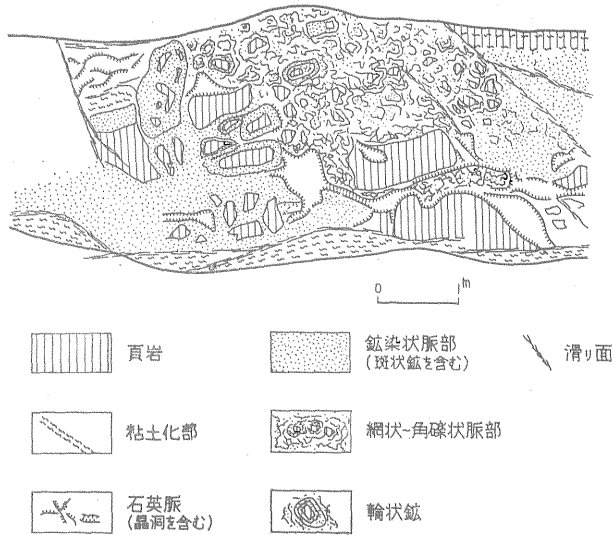 0 1m
頁岩
鉱染状脈部
(斑状鉱を含む)
滑り面
粘土化部
網状~角礫状脈部
石英脈
(晶洞を含む)
輪状鉱